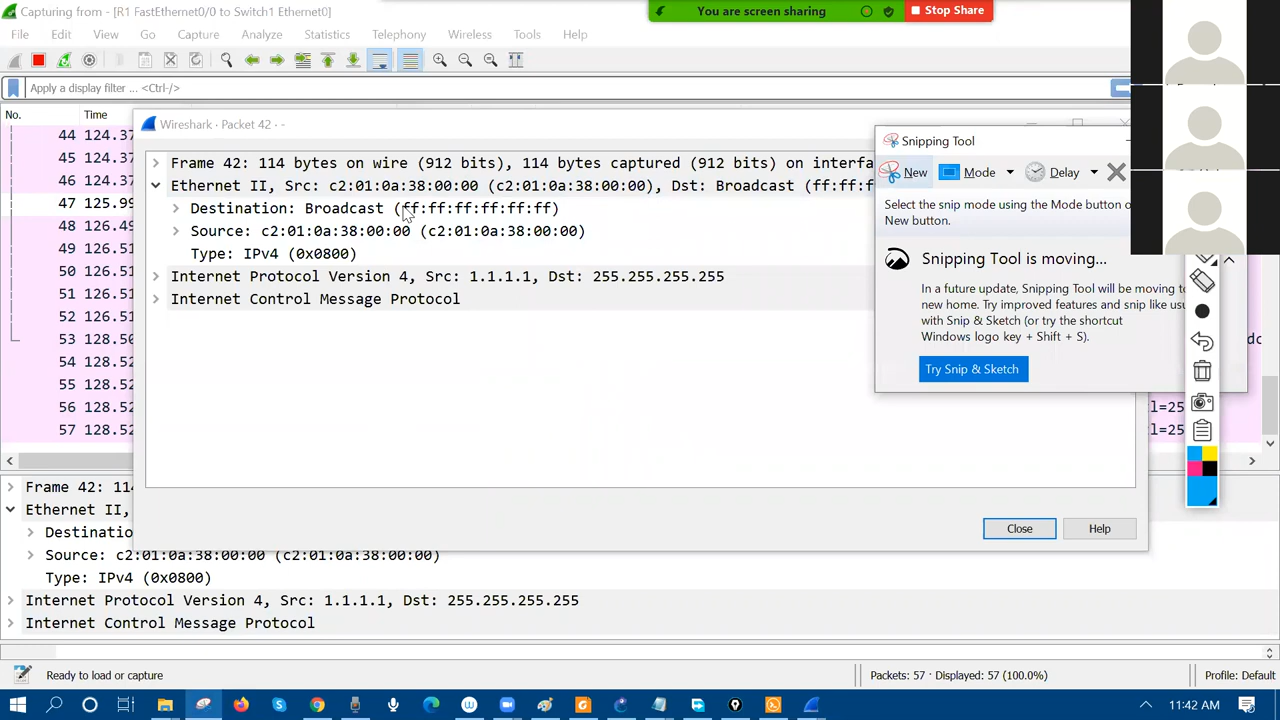 Capturing from - [R1 FastEthernet0/0 to Switch1 Ethernet0]
You are screen sharing
Stop Share
File Edit View Go Capture Analyze Statistics Telephony Wireless Tools Help
Apply a display filter ... <Ctrl-/>
No. Time
44 124.37
45 124.37
46 124.37
47 125.99
48 126.49
49 126.51
50 126.51
51 126.51
52 126.51
53 128.50
54 128.52
55 128.52
56 128.52
57 128.52
l=25
l=25
Wireshark · Packet 42 · -
Frame 42: 114 bytes on wire (912 bits), 114 bytes captured (912 bits) on interfa
Ethernet II, Src: c2:01:0a:38:00:00 (c2:01:0a:38:00:00), Dst: Broadcast (ff:ff:f
Destination: Broadcast (ff:ff:ff:ff:ff:ff)
Source: c2:01:0a:38:00:00 (c2:01:0a:38:00:00)
Type: IPv4 (0x0800)
Internet Protocol Version 4, Src: 1.1.1.1, Dst: 255.255.255.255
Internet Control Message Protocol
Close
Help
Snipping Tool
New
Mode
Delay
Select the snip mode using the Mode button o
New button.
Snipping Tool is moving...
In a future update, Snipping Tool will be moving to
new home. Try improved features and snip like usu
with Snip & Sketch (or try the shortcut
Windows logo key + Shift + S).
Try Snip & Sketch
Frame 42: 114
Ethernet II,
Destinatio
Source: c2:01:0a:38:00:00 (c2:01:0a:38:00:00)
Type: IPv4 (0x0800)
Internet Protocol Version 4, Src: 1.1.1.1, Dst: 255.255.255.255
Internet Control Message Protocol
Ready to load or capture
Packets: 57 · Displayed: 57 (100.0%)
Profile: Default
11:42 AM